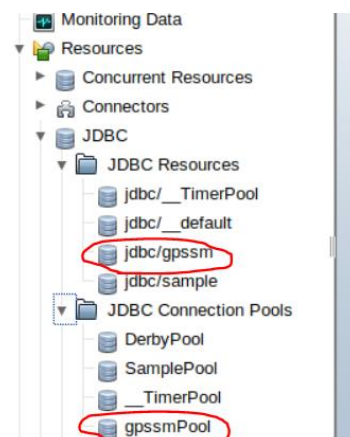 Monitoring Data
Resources
Concurrent Resources
Connectors
JDBC
JDBC Resources
jdbc/__TimerPool
jdbc/__default
jdbc/gpssm
jdbc/sample
JDBC Connection Pools
DerbyPool
SamplePool
__TimerPool
gpssmPool